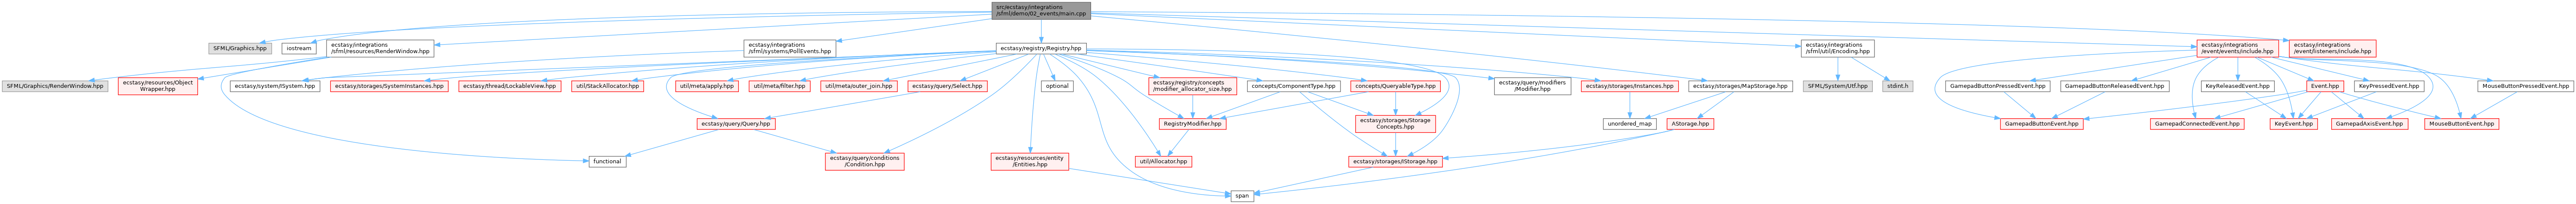 src/ecstasy/integrations
/sfml/demo/02_events/main.cpp
SFML/Graphics.hpp
iostream
ecstasy/integrations
/sfml/resources/RenderWindow.hpp
ecstasy/integrations
/sfml/systems/PollEvents.hpp
ecstasy/registry/Registry.hpp
ecstasy/integrations
/sfml/util/Encoding.hpp
ecstasy/integrations
/event/events/include.hpp
ecstasy/integrations
/event/listeners/include.hpp
SFML/Graphics/RenderWindow.hpp
ecstasy/resources/Object
Wrapper.hpp
ecstasy/system/ISystem.hpp
ecstasy/storages/SystemInstances.hpp
ecstasy/thread/LockableView.hpp
util/StackAllocator.hpp
util/meta/apply.hpp
util/meta/filter.hpp
util/meta/outer_join.hpp
ecstasy/query/Select.hpp
optional
ecstasy/registry/concepts
/modifier_allocator_size.hpp
concepts/ComponentType.hpp
concepts/QueryableType.hpp
ecstasy/query/modifiers
/Modifier.hpp
ecstasy/storages/Instances.hpp
ecstasy/storages/MapStorage.hpp
SFML/System/Utf.hpp
stdint.h
GamepadButtonPressedEvent.hpp
GamepadButtonReleasedEvent.hpp
KeyReleasedEvent.hpp
Event.hpp
KeyPressedEvent.hpp
MouseButtonPressedEvent.hpp
ecstasy/query/Query.hpp
RegistryModifier.hpp
ecstasy/storages/Storage
Concepts.hpp
unordered_map
AStorage.hpp
GamepadButtonEvent.hpp
GamepadConnectedEvent.hpp
KeyEvent.hpp
GamepadAxisEvent.hpp
MouseButtonEvent.hpp
functional
ecstasy/query/conditions
/Condition.hpp
ecstasy/resources/entity
/Entities.hpp
util/Allocator.hpp
ecstasy/storages/IStorage.hpp
span